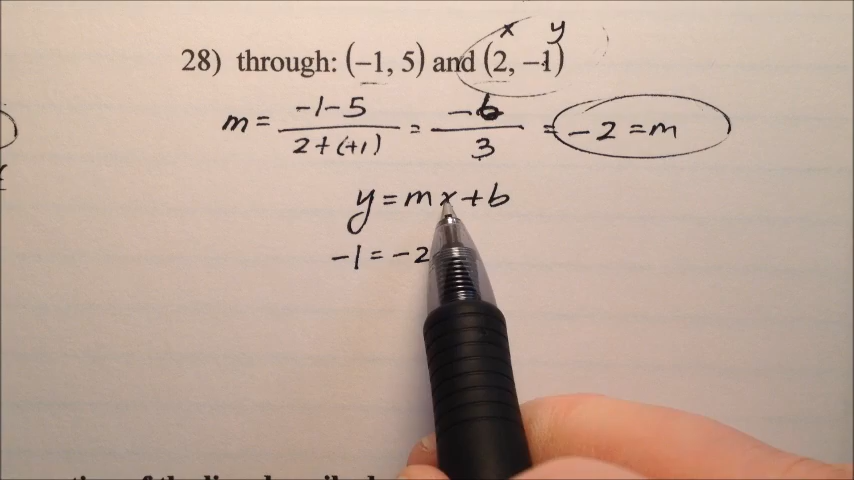 x y
28) through: (−1, 5) and (2, −1)
m = -1-5 / 2+(+1) = -6 / 3 = -2 = m
y = mx + b
-1 = -2